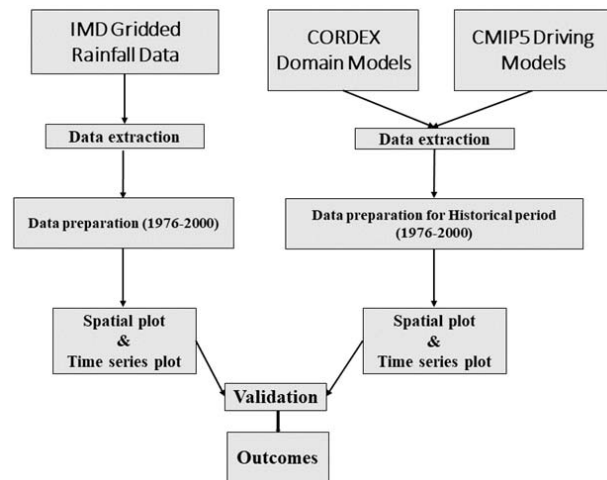 IMD Gridded
Rainfall Data
CORDEX
Domain Models
CMIP5 Driving
Models
Data extraction
Data extraction
Data preparation (1976-2000)
Data preparation for Historical period
(1976-2000)
Spatial plot
&
Time series plot
Spatial plot
&
Time series plot
Validation
Outcomes